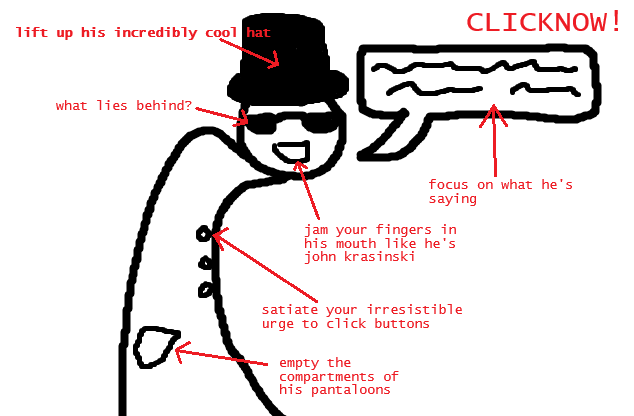 CLICKNOW!
lift up his incredibly cool hat
what lies behind?
focus on what he's
saying
jam your fingers in
his mouth like he's
john krasinski
satiate your irresistible
urge to click buttons
empty the
compartments of
his pantaloons